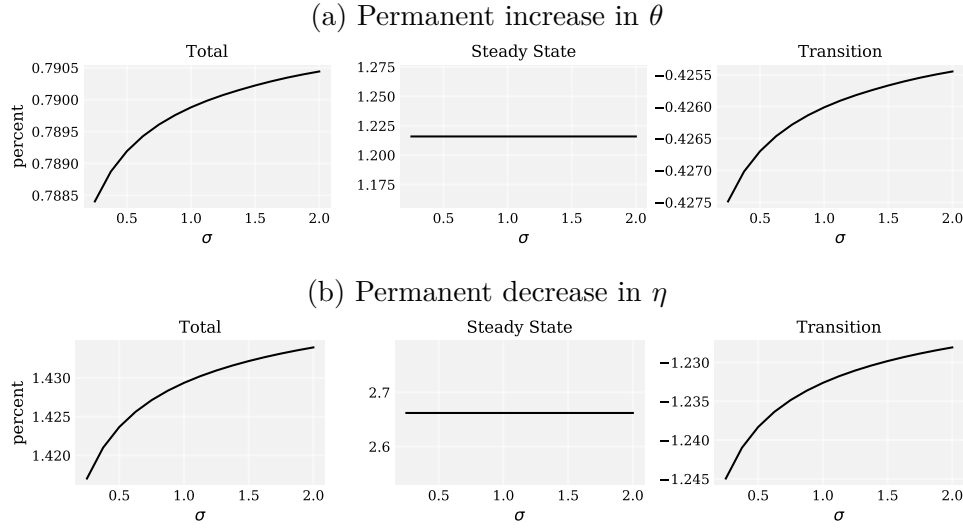 (a) Permanent increase in θ
Total
Steady State
Transition
percent
0.7905
0.7900
0.7895
0.7890
0.7885
0.5 1.0 1.5 2.0
σ
1.275
1.250
1.225
1.200
1.175
0.5 1.0 1.5 2.0
σ
−0.4255
−0.4260
−0.4265
−0.4270
−0.4275
0.5 1.0 1.5 2.0
σ
(b) Permanent decrease in η
Total
Steady State
Transition
percent
1.430
1.425
1.420
0.5 1.0 1.5 2.0
σ
2.7
2.6
0.5 1.0 1.5 2.0
σ
−1.230
−1.235
−1.240
−1.245
0.5 1.0 1.5 2.0
σ